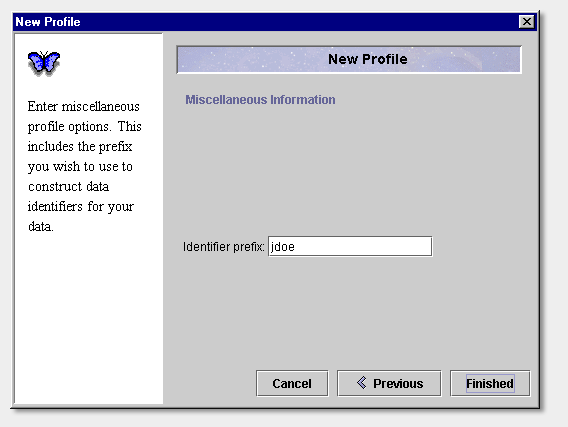 New Profile
Enter miscellaneous
profile options. This
includes the prefix
you wish to use to
construct data
identifiers for your
data.
New Profile
Miscellaneous Information
Identifier prefix: jdoe
Cancel Previous Finished